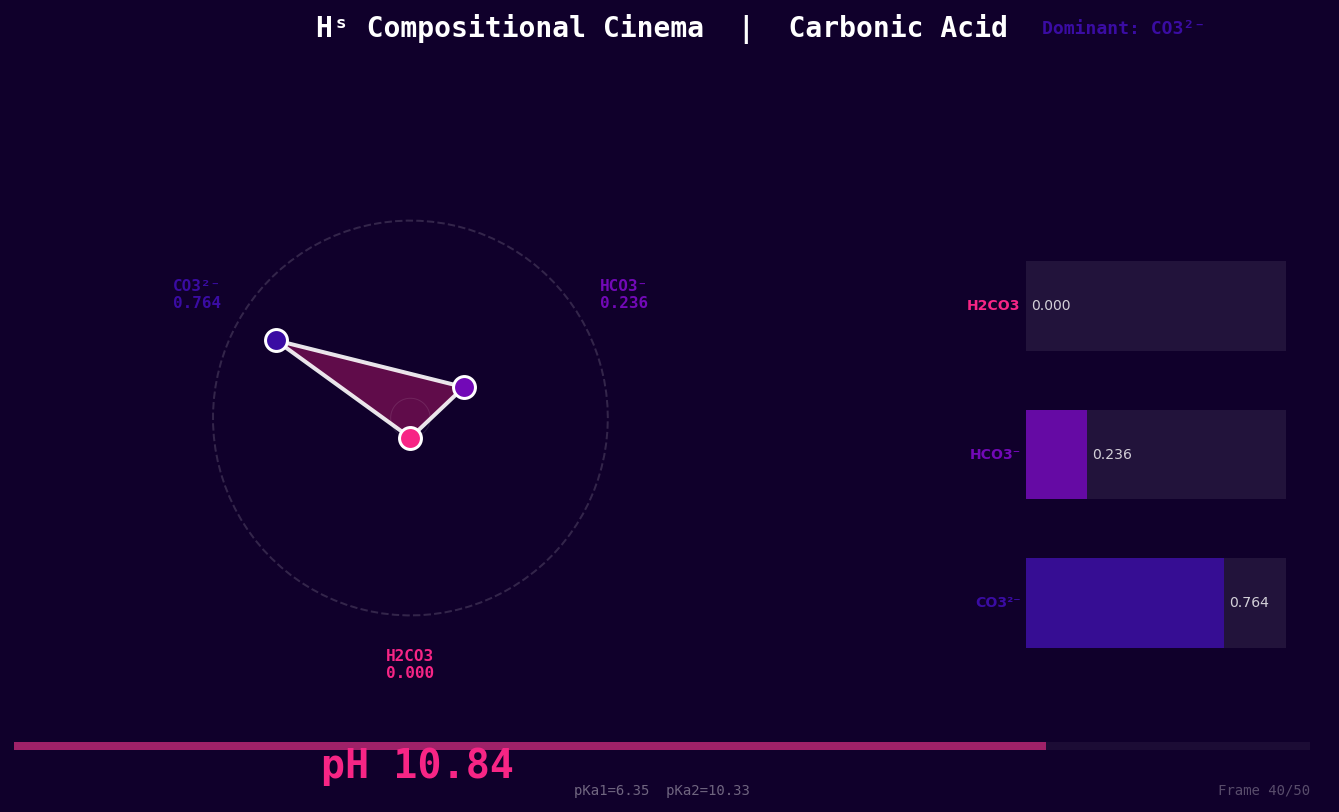 Hˢ Compositional Cinema | Carbonic Acid
Dominant: CO3²⁻
CO3²⁻
0.764
HCO3⁻
0.236
H2CO3
0.000
H2CO3 0.000
HCO3⁻ 0.236
CO3²⁻ 0.764
pH 10.84
pKa1=6.35 pKa2=10.33
Frame 40/50